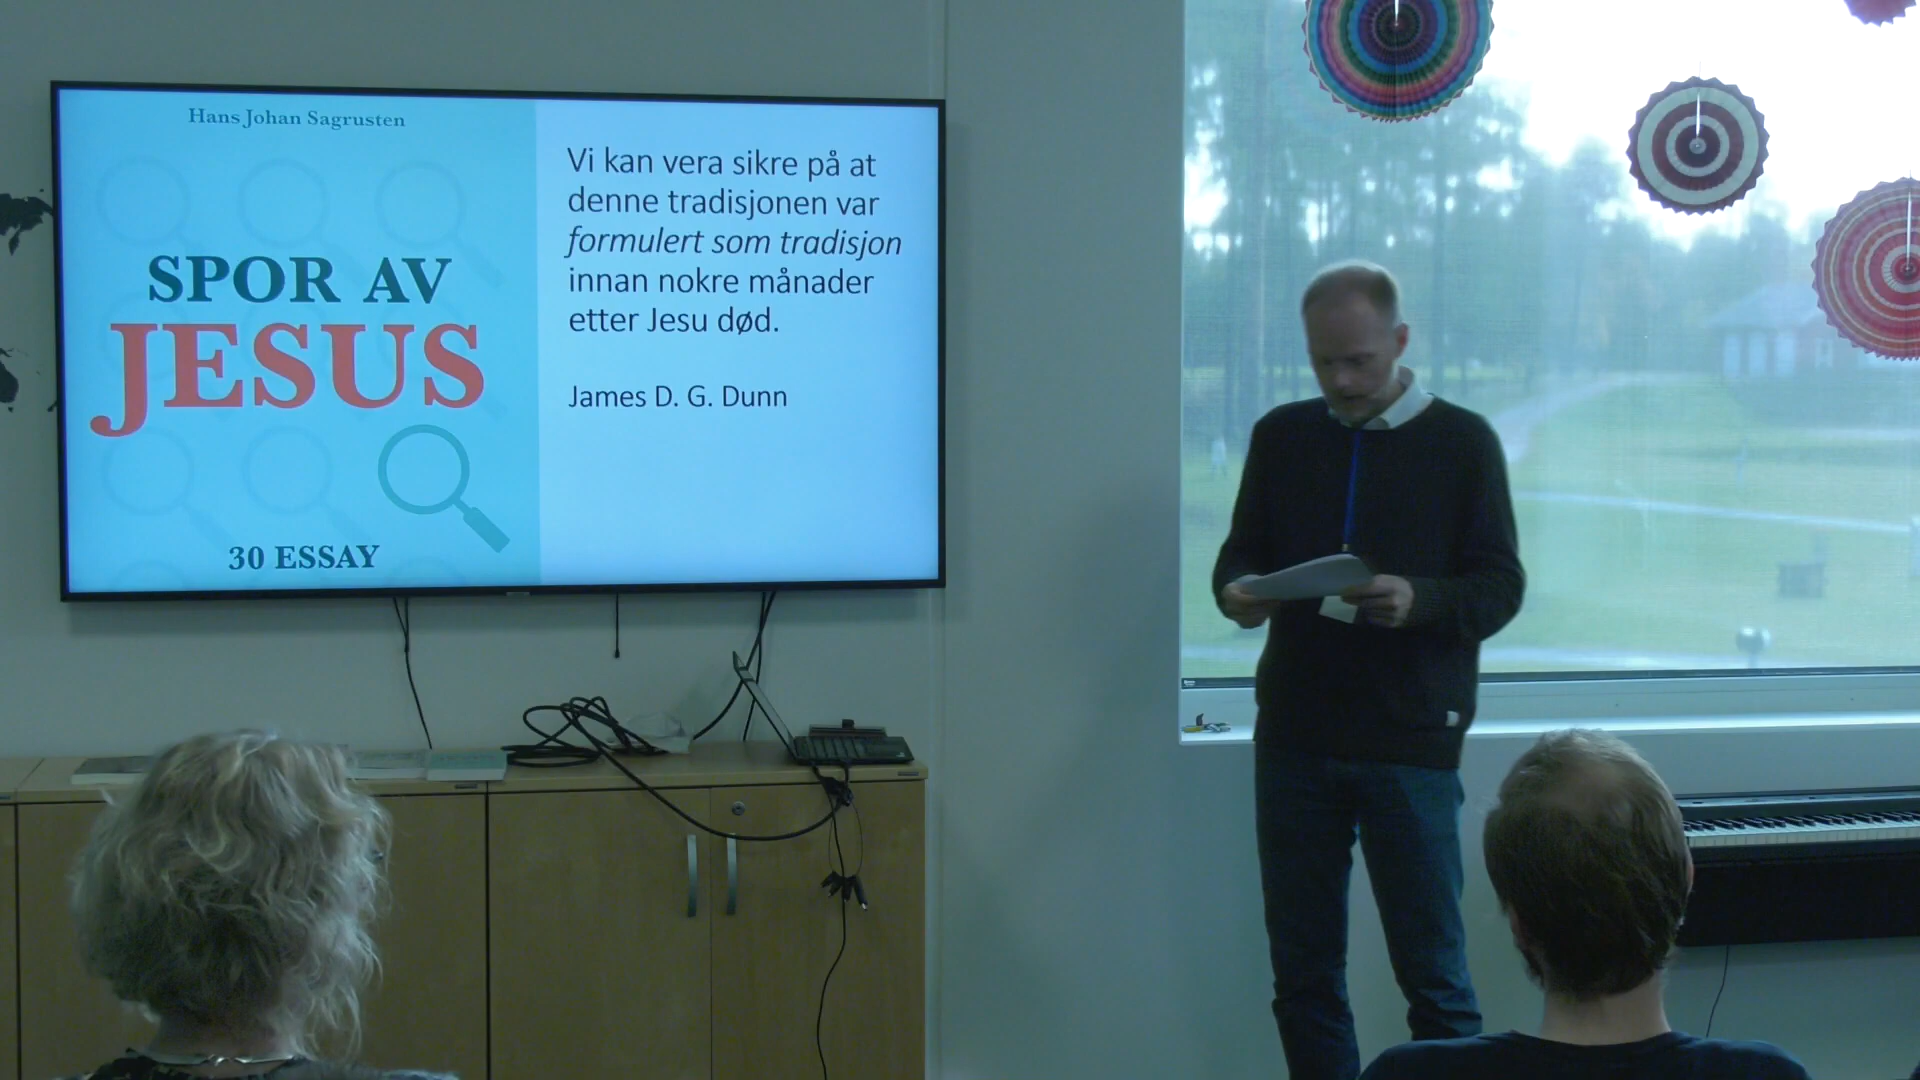 Hans Johan Sagrusten
SPOR AV
JESUS
30 ESSAY
Vi kan vera sikre på at
denne tradisjonen var
formulert som tradisjon
innan nokre månader
etter Jesu død.
James D. G. Dunn